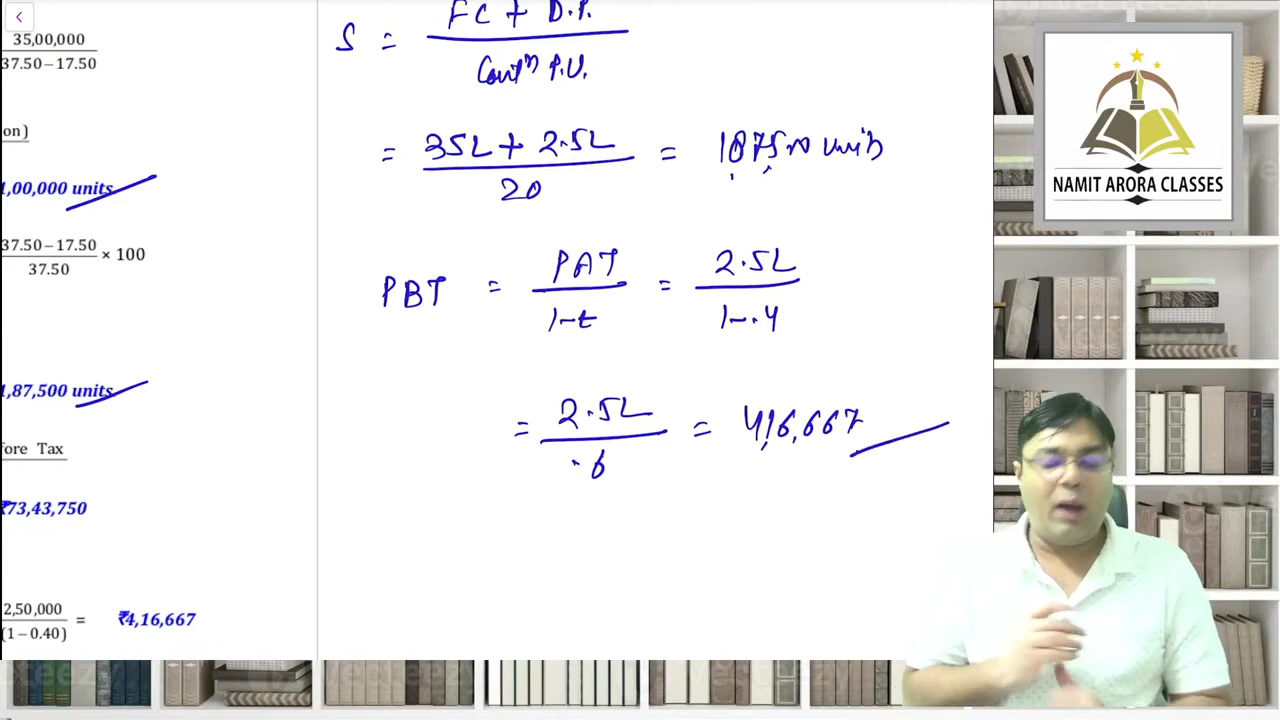 35,00,000
37.50 – 17.50
on)
1,00,000 units
37.50 – 17.50
37.50 × 100
1,87,500 units
fore Tax
₹73,43,750
2,50,000
(1 – 0.40) = ₹4,16,667
S = FC + D.P.
Contn P.U.
= 35L + 2.5L
20 = 187500 units
PBT = PAT
1-t = 2.5L
1-.4
= 2.5L
.6 = 416,667
NAMIT ARORA CLASSES